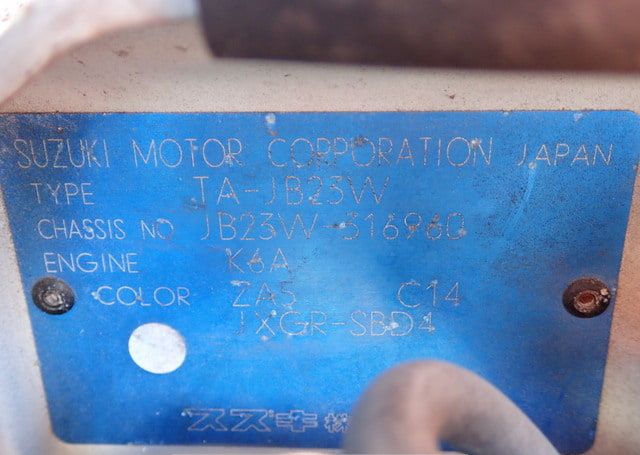 SUZUKI MOTOR CORPORATION JAPAN
TYPE TA-JB23W
CHASSIS NO JB23W-316960
ENGINE K6A
COLOR ZA5 C14
JXGR-SBD4
スズキ株